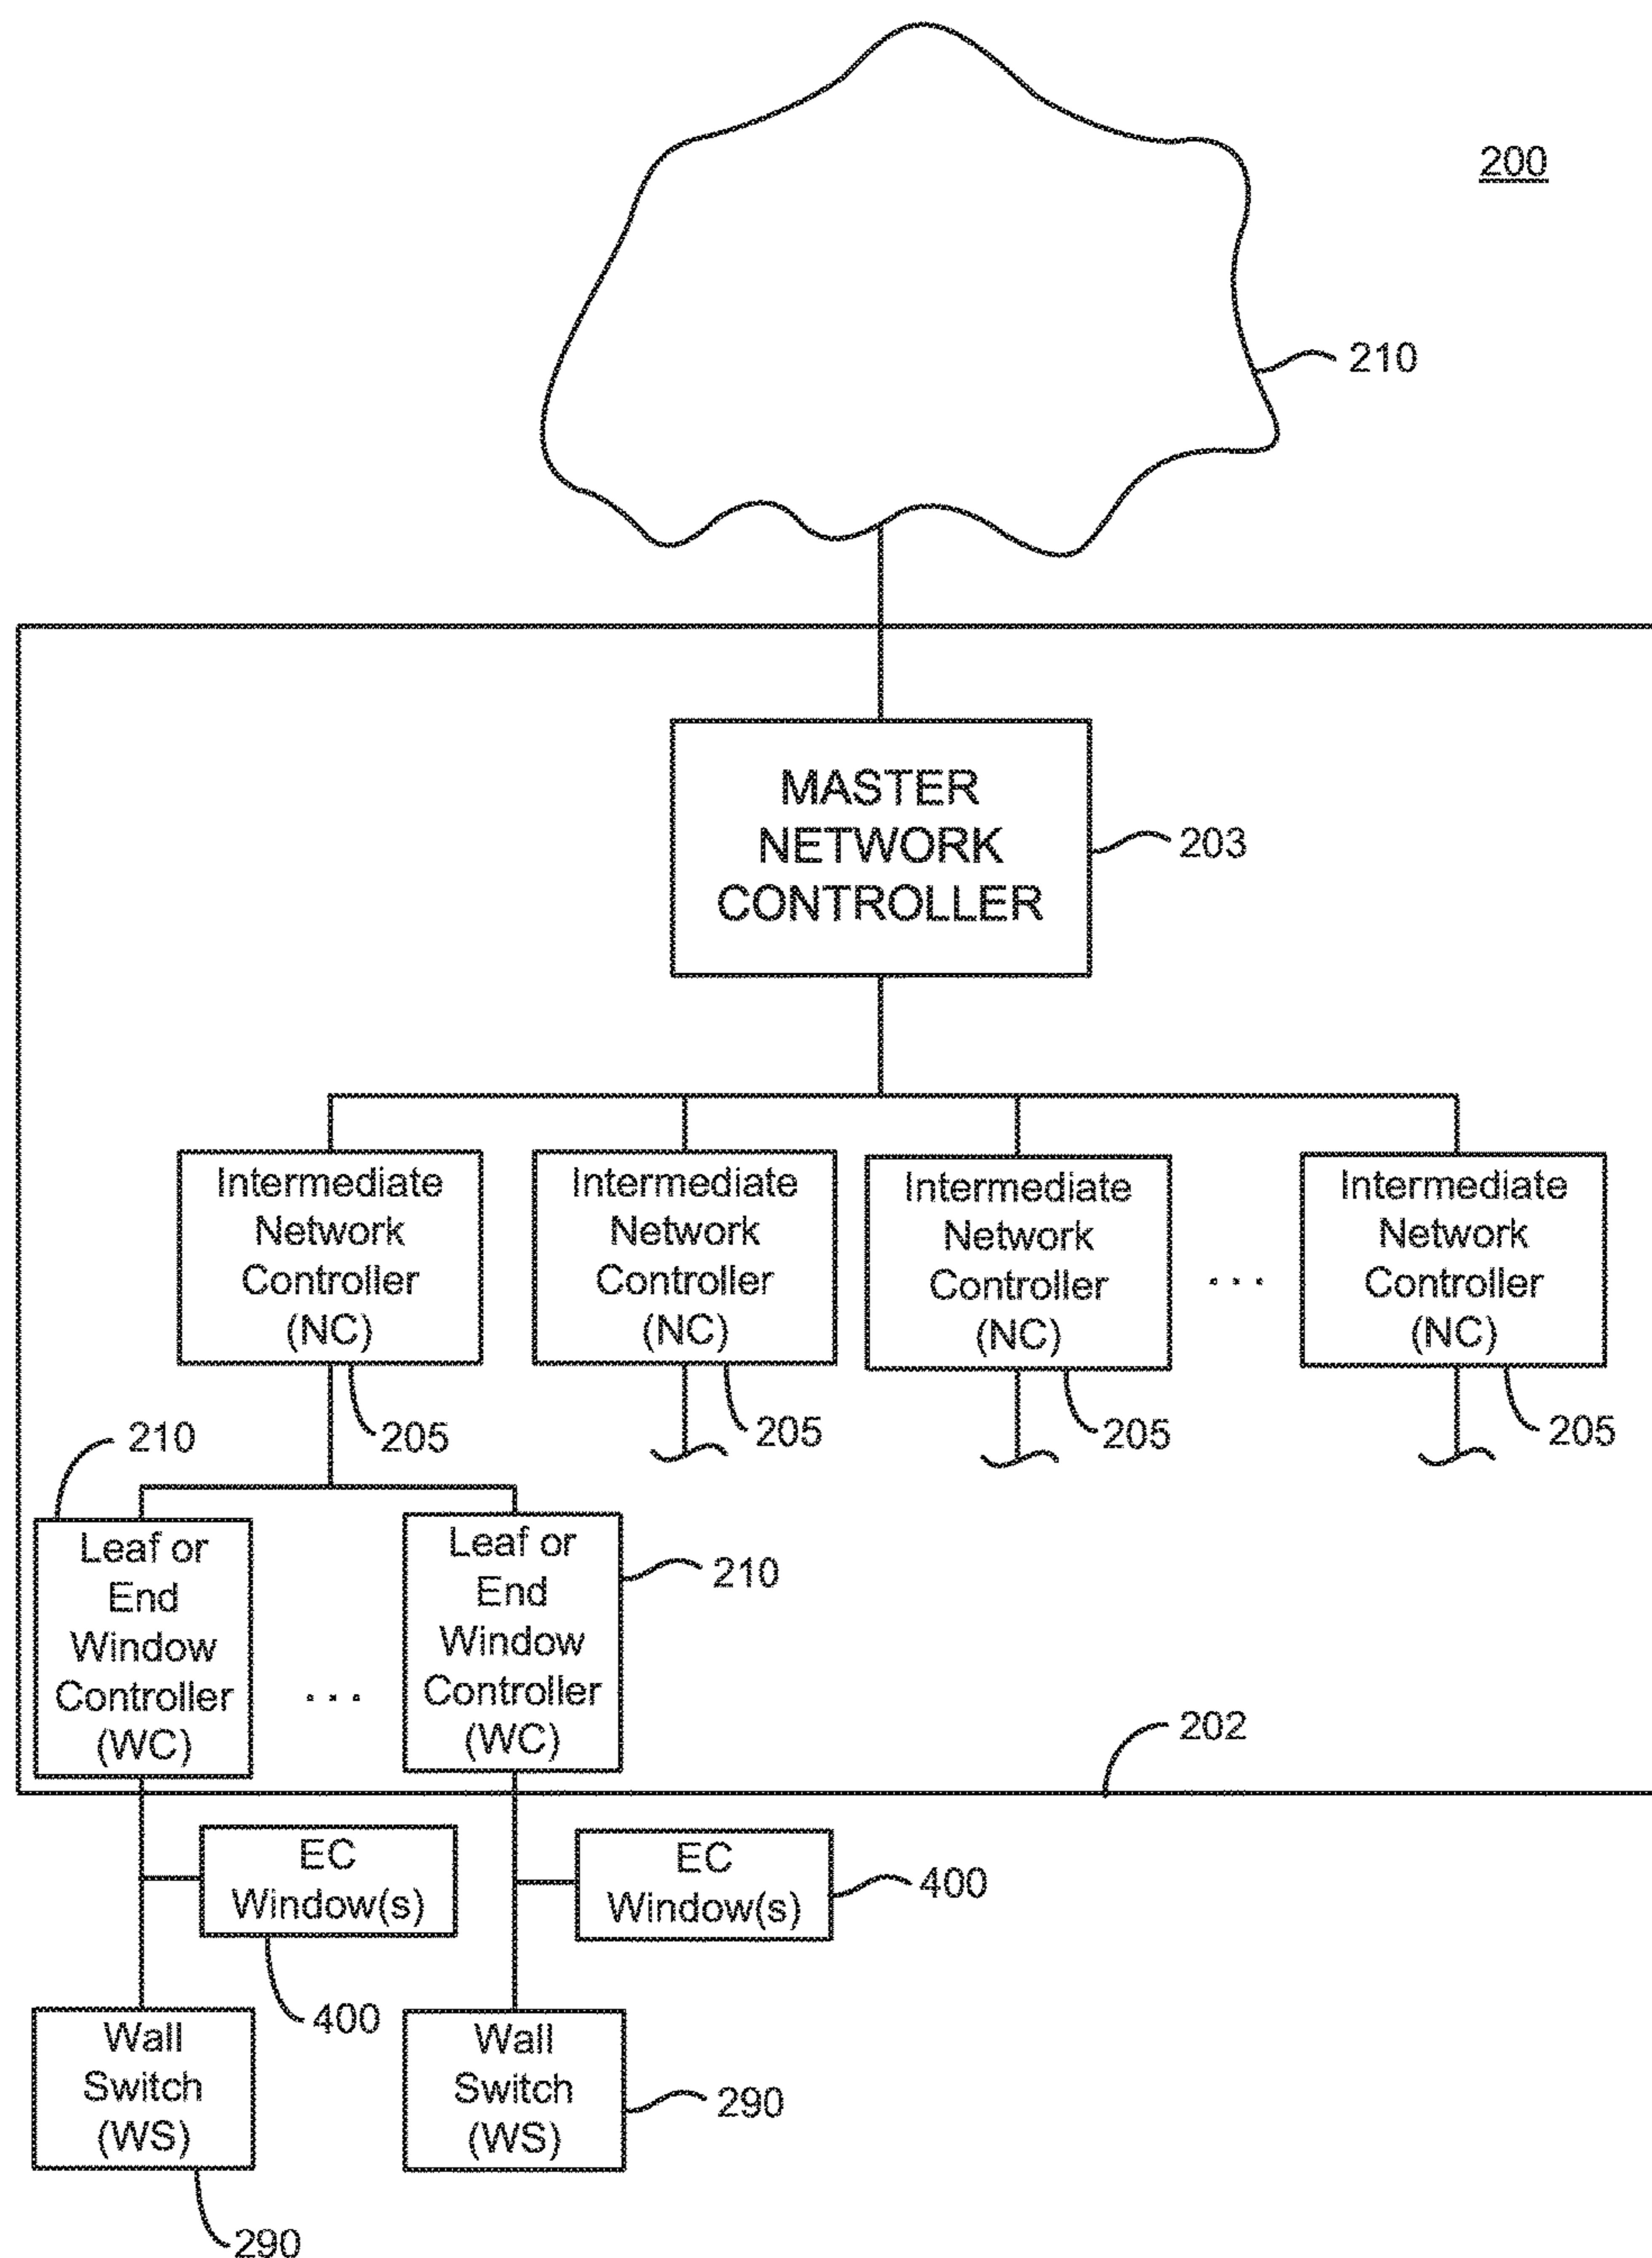 200
210
MASTER
NETWORK
CONTROLLER
203
Intermediate
Network
Controller
(NC)
205
Intermediate
Network
Controller
(NC)
205
Intermediate
Network
Controller
(NC)
205
. . .
Intermediate
Network
Controller
(NC)
205
210
Leaf or
End
Window
Controller
(WC)
. . .
Leaf or
End
Window
Controller
(WC)
210
202
EC
Window(s)
400
EC
Window(s)
400
Wall
Switch
(WS)
290
Wall
Switch
(WS)
290